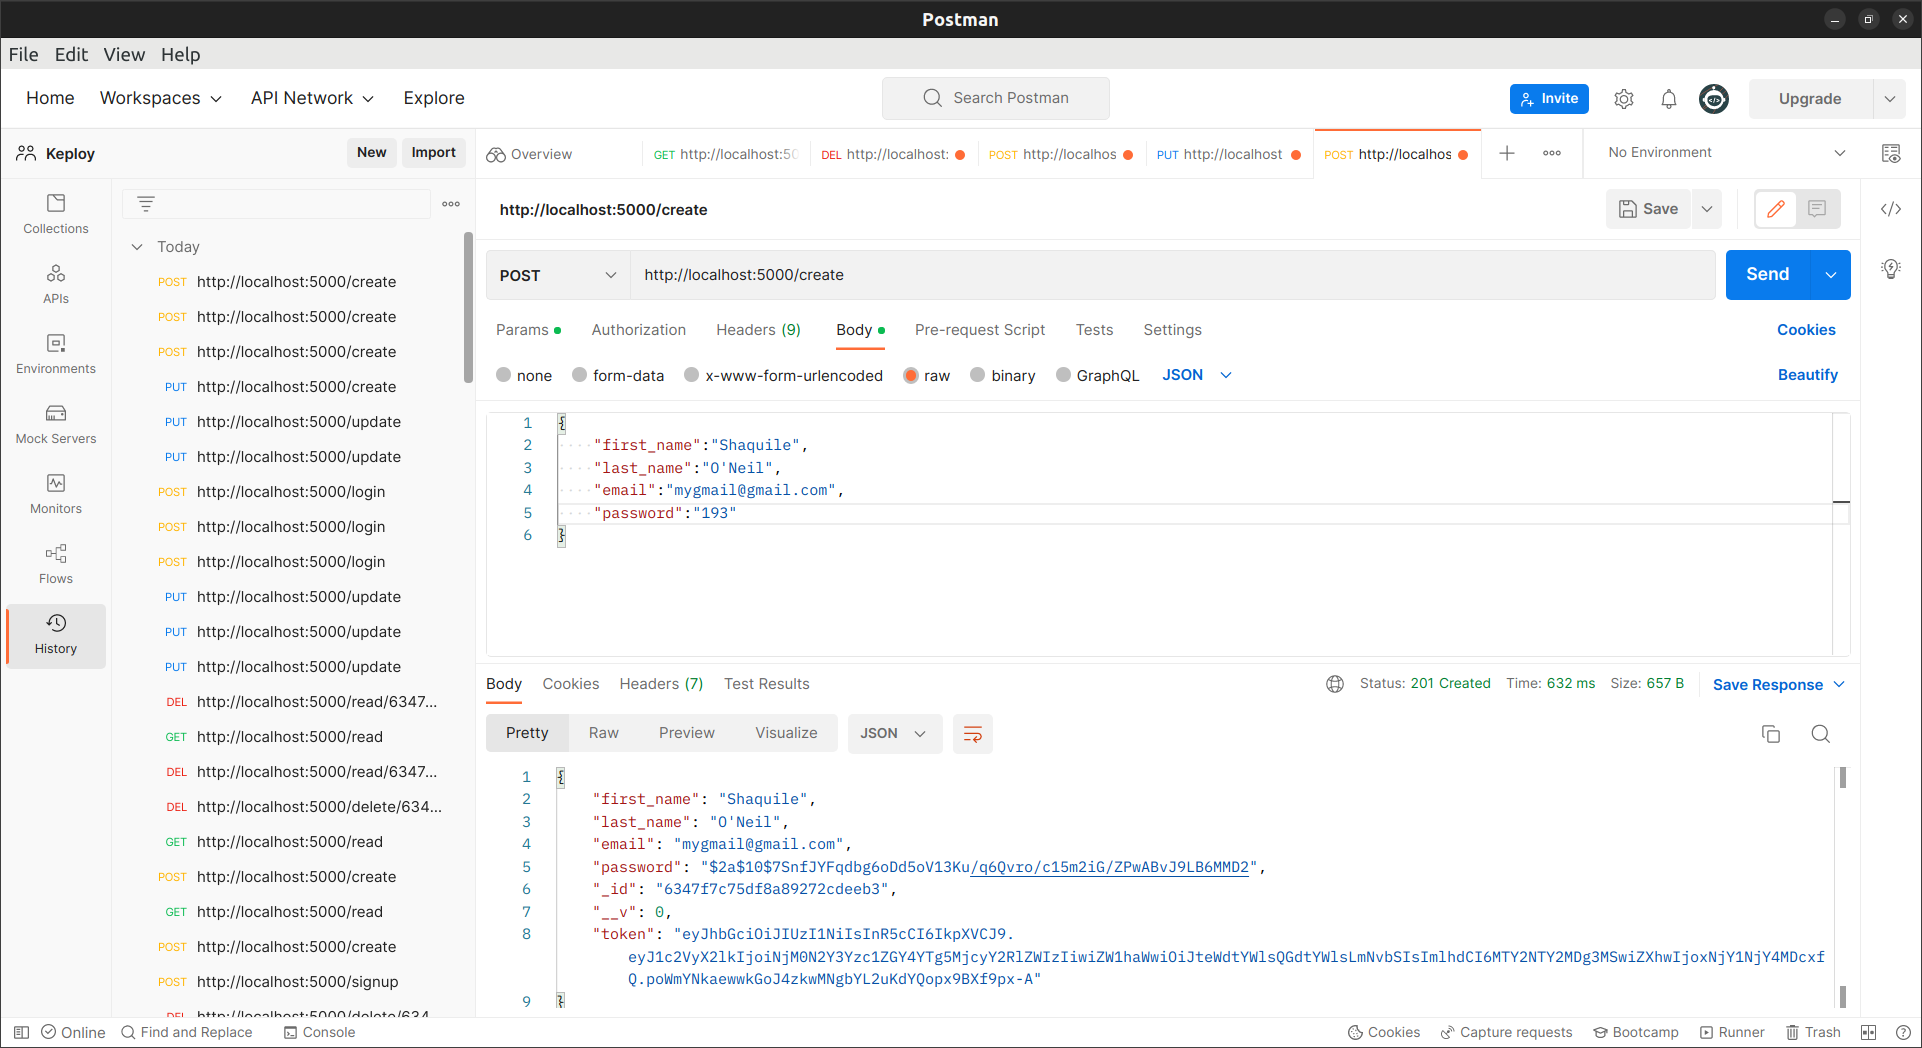 Postman
File Edit View Help
Home Workspaces API Network Explore Search Postman Invite Upgrade
Keploy New Import Overview GET http://localhost:50 DEL http://localhost: POST http://localhos PUT http://localhost POST http://localhos No Environment
http://localhost:5000/create Save
Collections
APIs
Environments
Mock Servers
Monitors
Flows
History
Today
POST http://localhost:5000/create
POST http://localhost:5000/create
POST http://localhost:5000/create
PUT http://localhost:5000/create
PUT http://localhost:5000/update
PUT http://localhost:5000/update
POST http://localhost:5000/login
POST http://localhost:5000/login
POST http://localhost:5000/login
PUT http://localhost:5000/update
PUT http://localhost:5000/update
PUT http://localhost:5000/update
DEL http://localhost:5000/read/6347...
GET http://localhost:5000/read
DEL http://localhost:5000/read/6347...
DEL http://localhost:5000/delete/634...
GET http://localhost:5000/read
POST http://localhost:5000/create
GET http://localhost:5000/read
POST http://localhost:5000/create
POST http://localhost:5000/signup
DEL http://localhost:5000/delete/634
POST http://localhost:5000/create Send
Params Authorization Headers (9) Body Pre-request Script Tests Settings Cookies
none form-data x-www-form-urlencoded raw binary GraphQL JSON Beautify
1 {
2 "first_name":"Shaquile",
3 "last_name":"O'Neil",
4 "email":"mygmail@gmail.com",
5 "password":"193"
6 }
Body Cookies Headers (7) Test Results Status: 201 Created Time: 632 ms Size: 657 B Save Response
Pretty Raw Preview Visualize JSON
1 {
2 "first_name": "Shaquile",
3 "last_name": "O'Neil",
4 "email": "mygmail@gmail.com",
5 "password": "$2a$10$7SnfJYFqdbg6oDd5oV13Ku/q6Qvro/c15m2iG/ZPwABvJ9LB6MMD2",
6 "_id": "6347f7c75df8a89272cdeeb3",
7 "__v": 0,
8 "token": "eyJhbGciOiJIUzI1NiIsInR5cCI6IkpXVCJ9.
eyJ1c2VyX2lkIjoiNjM0N2Y3Yzc1ZGY4YTg5MjcyY2RlZWIzIiwiZW1haWwiOiJteWdtYWlsQGdtYWlsLmNvbSIsImlhdCI6MTY2NTY2MDg3MSwiZXhwIjoxNjY1NjY4MDcxf
Q.poWmYNkaewwkGoJ4zkwMNgbYL2uKdYQopx9BXf9px-A"
9 }
Online Find and Replace Console Cookies Capture requests Bootcamp Runner Trash